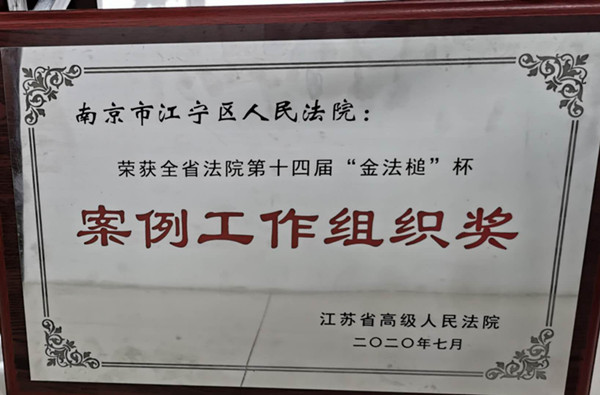 南京市江宁区人民法院：
荣获全省法院第十四届“金法槌”杯
案例工作组织奖
江苏省高级人民法院
二〇二〇年七月